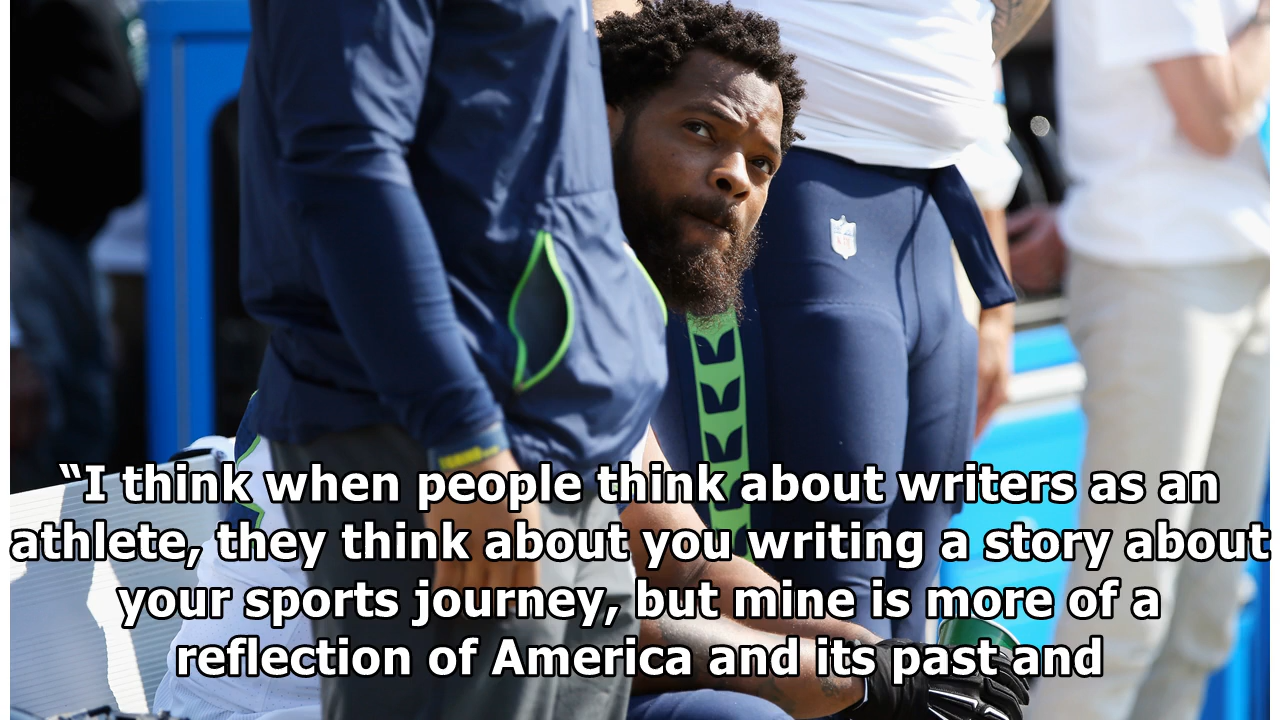 “I think when people think about writers as an
athlete, they think about you writing a story about
your sports journey, but mine is more of a
reflection of America and its past and